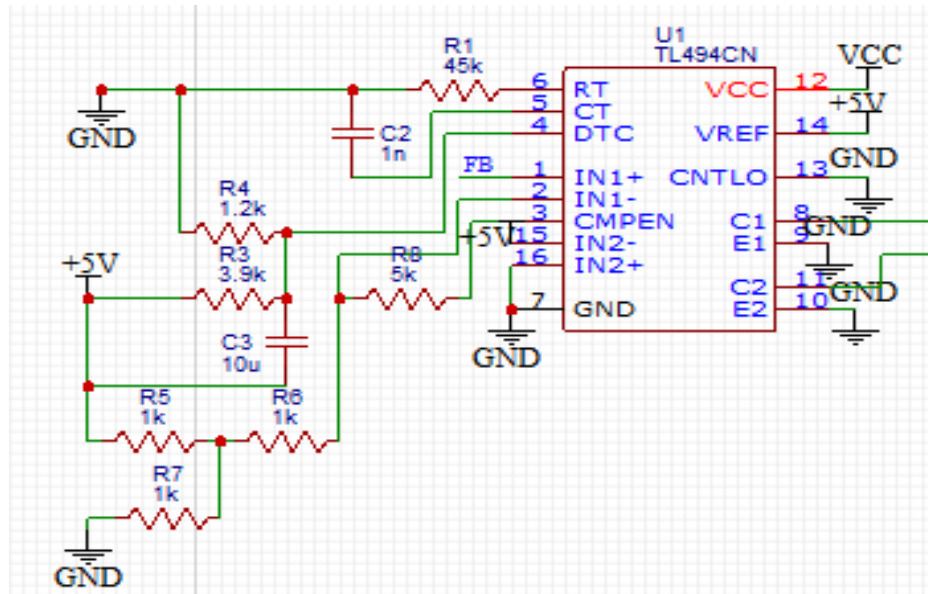 R1
45k
U1
TL494CN
VCC
6 RT VCC 12
+5V
5 CT
GND
C2
1n
4 DTC VREF 14
GND
FB
1 IN1+ CNTLO 13
R4
1.2k
2 IN1-
3 CMPEN C1 8
GND
+5V
15 IN2- E1 9
R3
3.9k
+5V
R8
5k
16 IN2+
C2 11
GND
7 GND E2 10
C3
10u
GND
R5
1k
R6
1k
R7
1k
GND